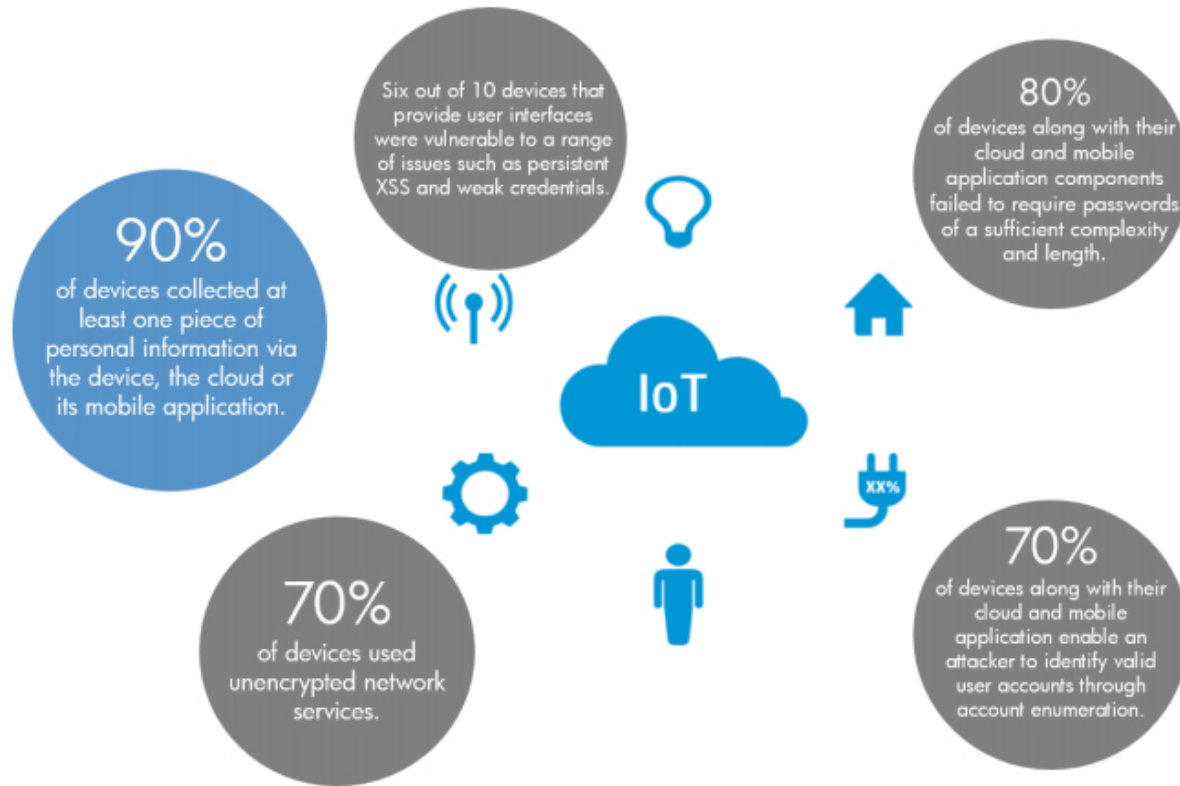 Six out of 10 devices that
provide user interfaces
were vulnerable to a range
of issues such as persistent
XSS and weak credentials.
80%
of devices along with their
cloud and mobile
application components
failed to require passwords
of a sufficient complexity
and length.
90%
of devices collected at
least one piece of
personal information via
the device, the cloud or
its mobile application.
IoT
XX%
70%
of devices used
unencrypted network
services.
70%
of devices along with their
cloud and mobile
application enable an
attacker to identify valid
user accounts through
account enumeration.